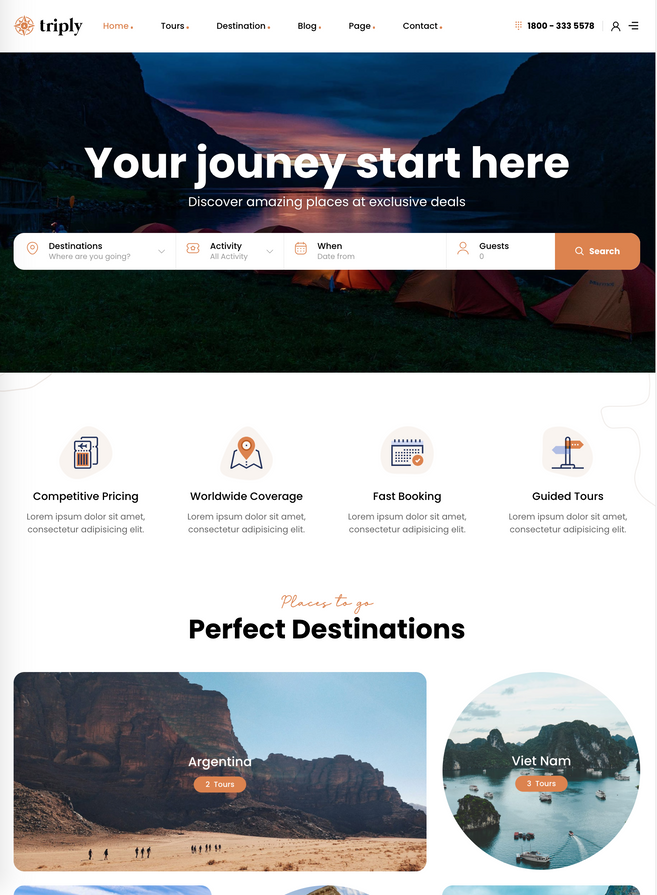 triply
Home
Tours
Destination
Blog
Page
Contact
1800 - 333 5578
Your jouney start here
Discover amazing places at exclusive deals
Destinations
Where are you going?
Activity
All Activity
When
Date from
Guests
0
Search
Competitive Pricing
Lorem ipsum dolor sit amet,
consectetur adipisicing elit.
Worldwide Coverage
Lorem ipsum dolor sit amet,
consectetur adipisicing elit.
Fast Booking
Lorem ipsum dolor sit amet,
consectetur adipisicing elit.
Guided Tours
Lorem ipsum dolor sit amet,
consectetur adipisicing elit.
Places to go
Perfect Destinations
Argentina
2 Tours
Viet Nam
3 Tours